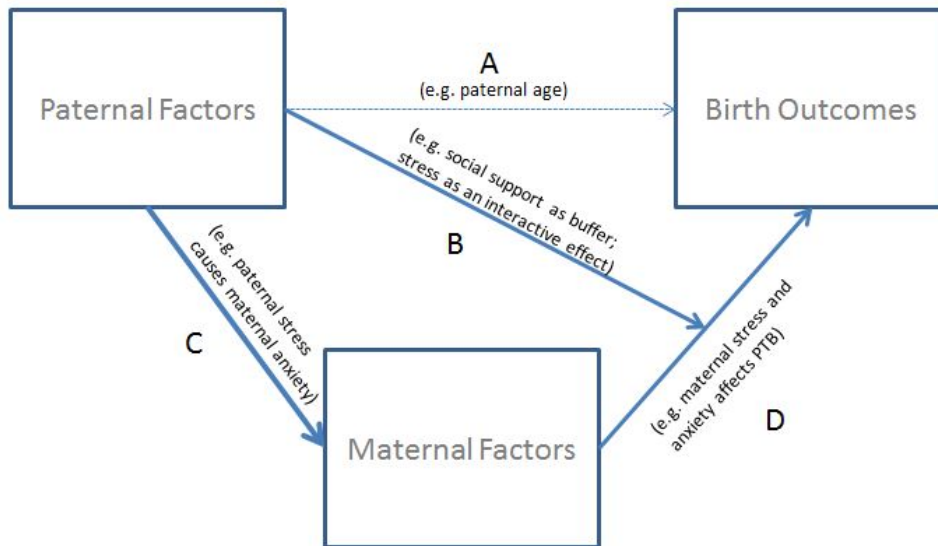 A
(e.g. paternal age)
Paternal Factors
Birth Outcomes
(e.g. social support as buffer;
stress as an interactive effect)
B
(e.g. paternal stress
causes maternal anxiety)
C
(e.g. maternal stress and
anxiety affects PTB)
D
Maternal Factors